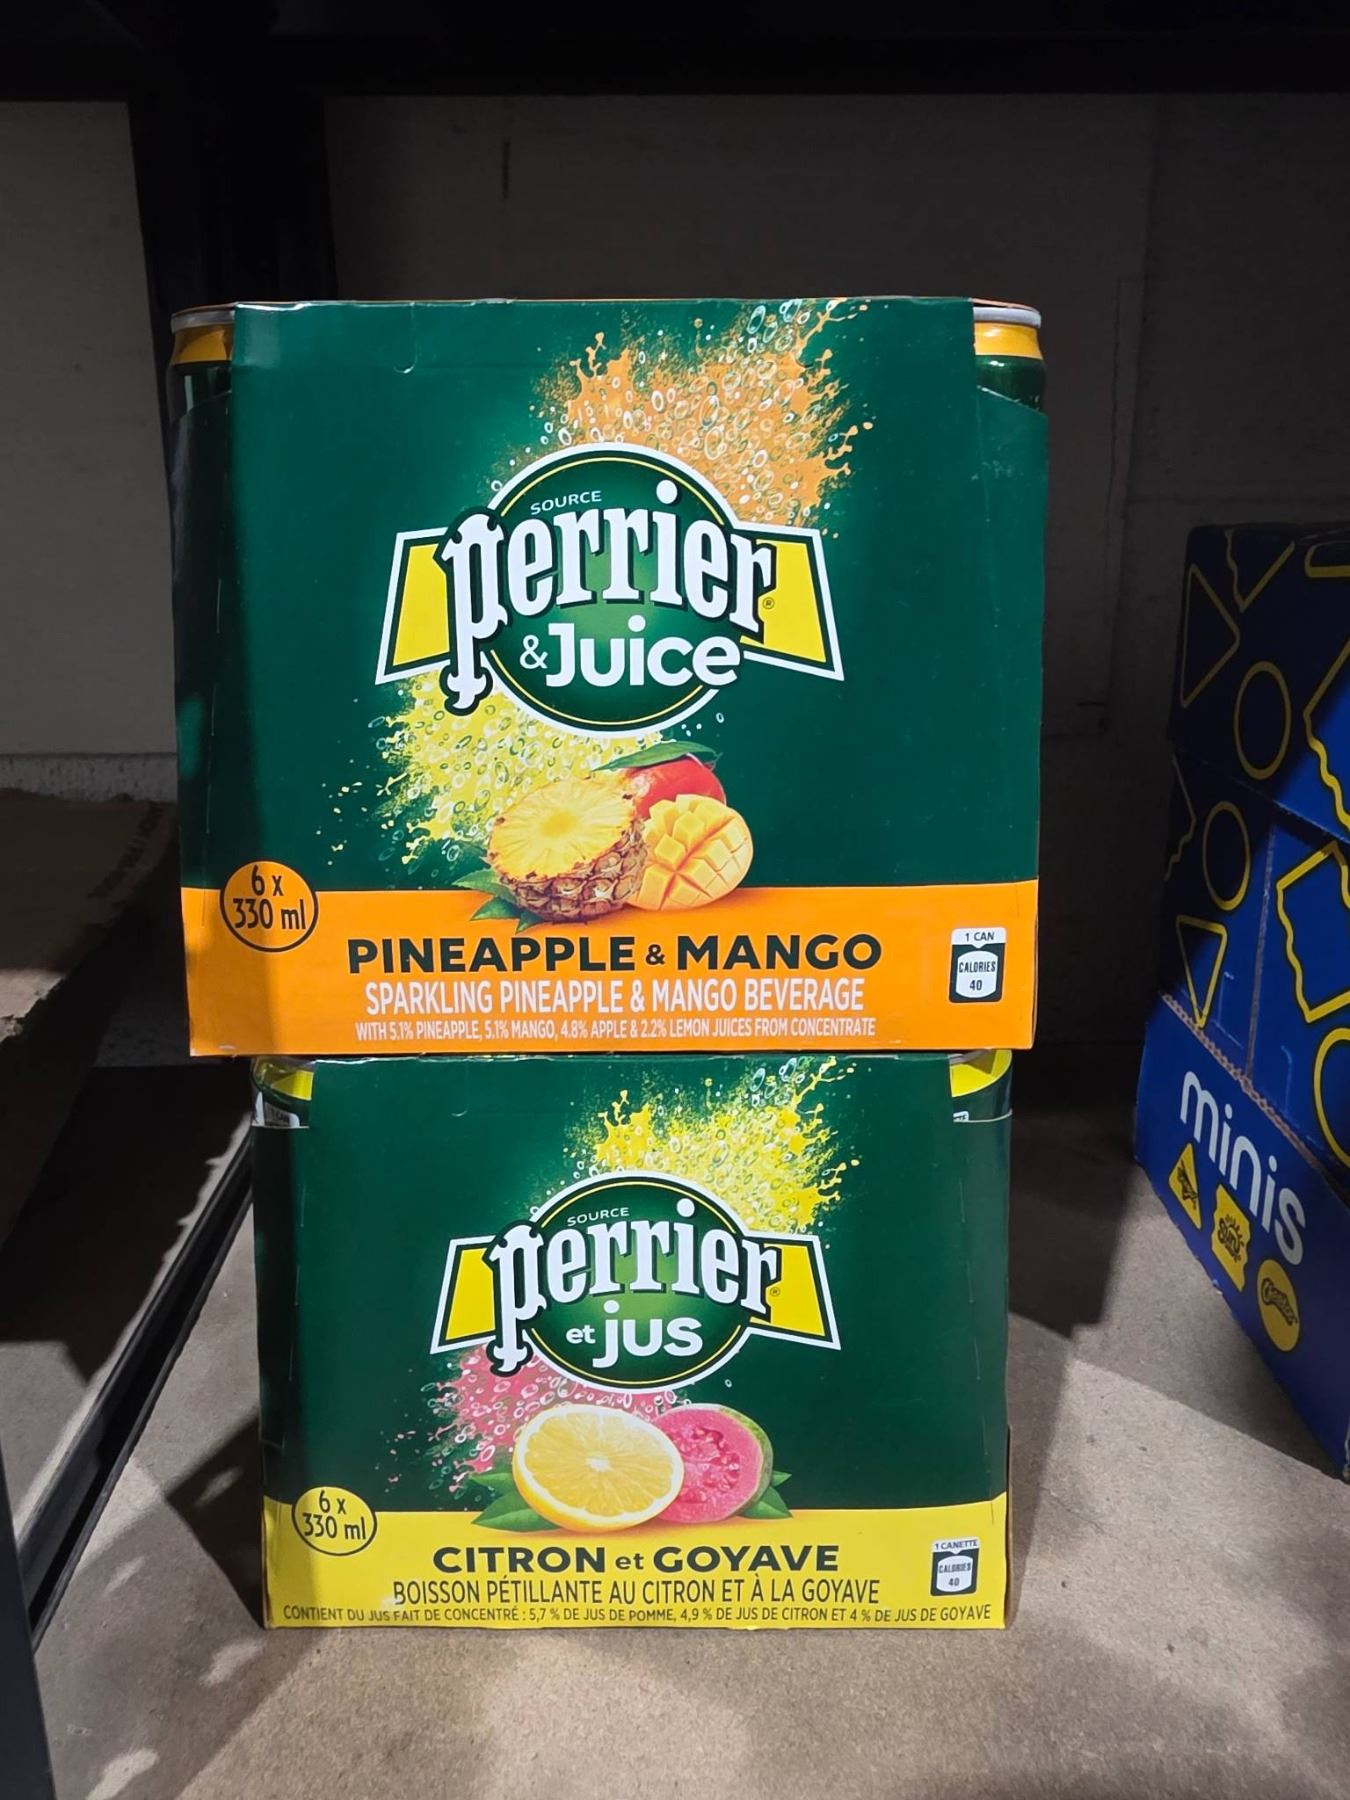 SOURCE
perrier®
& Juice
6 x
330 ml
PINEAPPLE & MANGO
SPARKLING PINEAPPLE & MANGO BEVERAGE
WITH 5.1% PINEAPPLE, 5.1% MANGO, 4.8% APPLE & 2.2% LEMON JUICES FROM CONCENTRATE
1 CAN
CALORIES
40
SOURCE
perrier®
et jus
6 x
330 ml
CITRON et GOYAVE
BOISSON PÉTILLANTE AU CITRON ET À LA GOYAVE
CONTIENT DU JUS FAIT DE CONCENTRÉ : 5,7 % DE JUS DE POMME, 4,9 % DE JUS DE CITRON ET 4 % DE JUS DE GOYAVE
1 CANETTE
CALORIES
40
minis